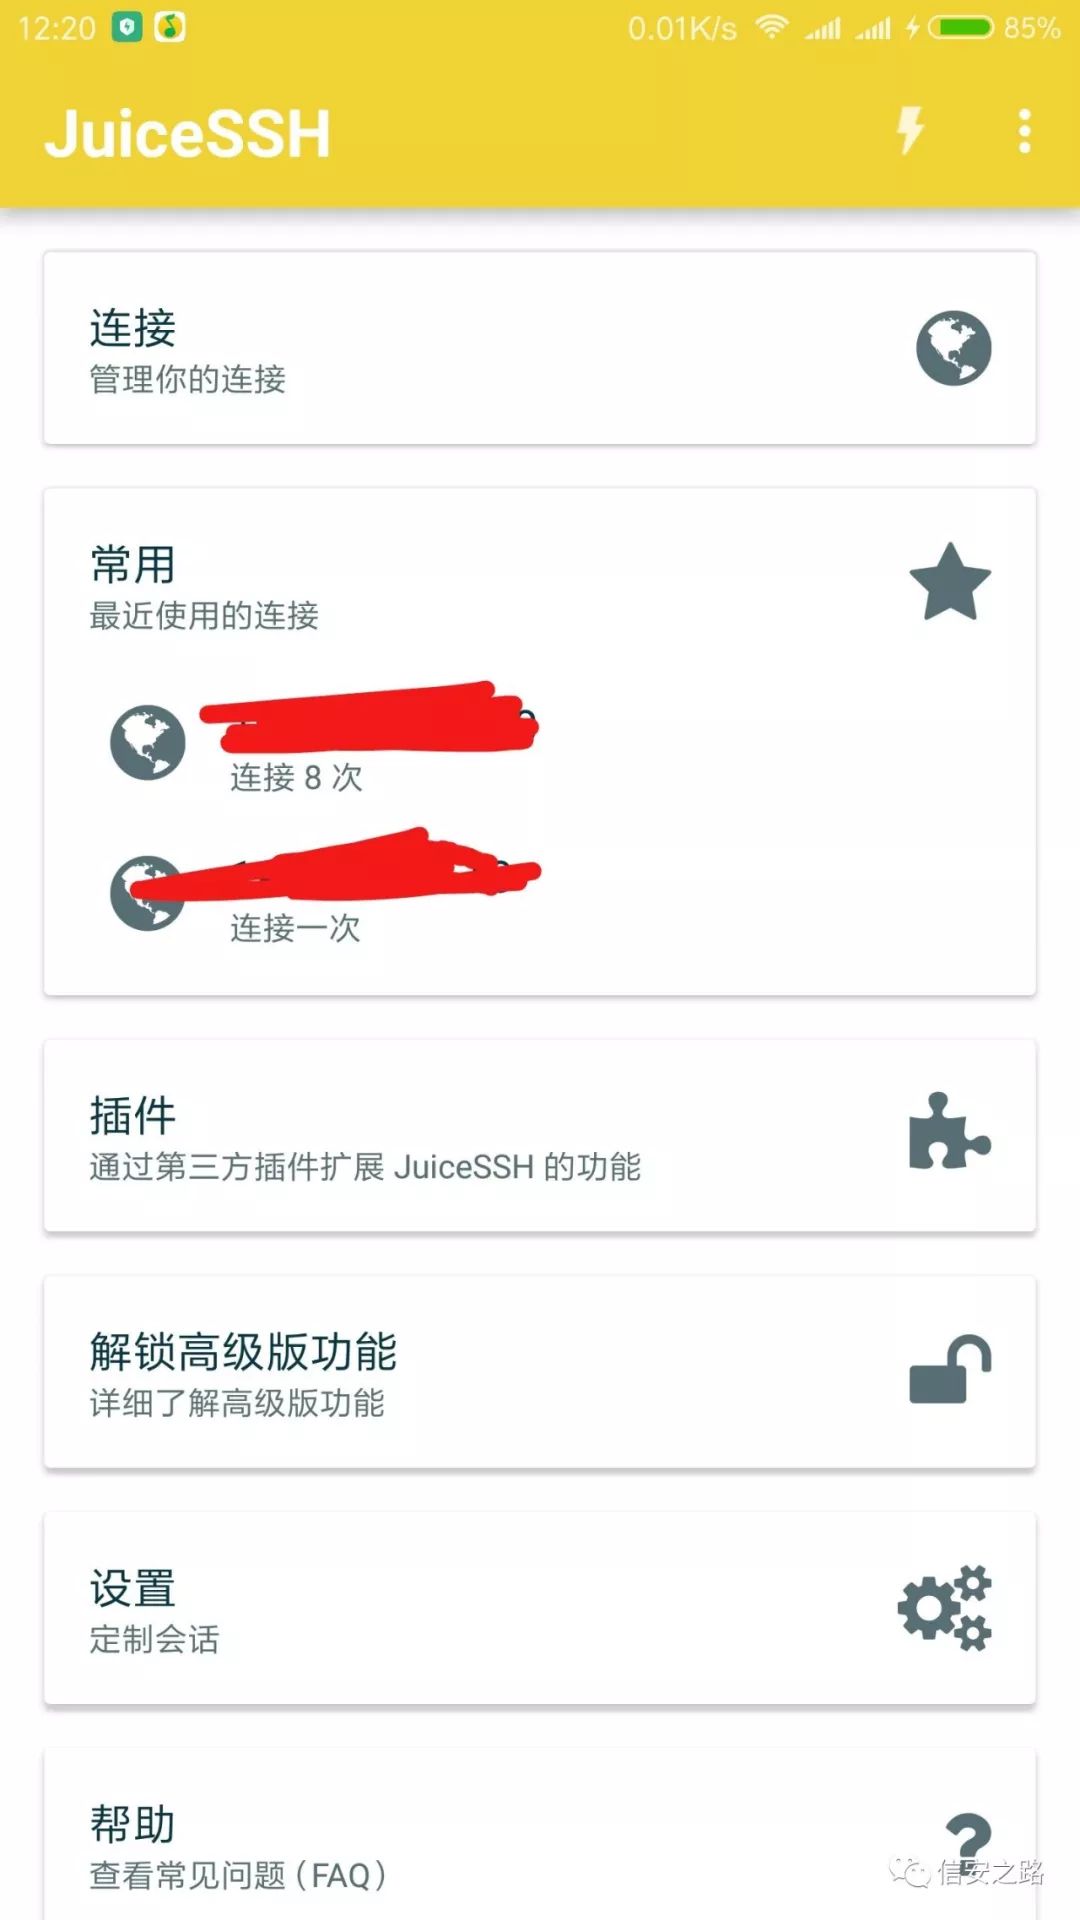 12:20
0.01K/s
85%
JuiceSSH
连接
管理你的连接
常用
最近使用的连接
连接 8 次
连接一次
插件
通过第三方插件扩展 JuiceSSH 的功能
解锁高级版功能
详细了解高级版功能
设置
定制会话
帮助
查看常见问题（FAQ）
信安之路